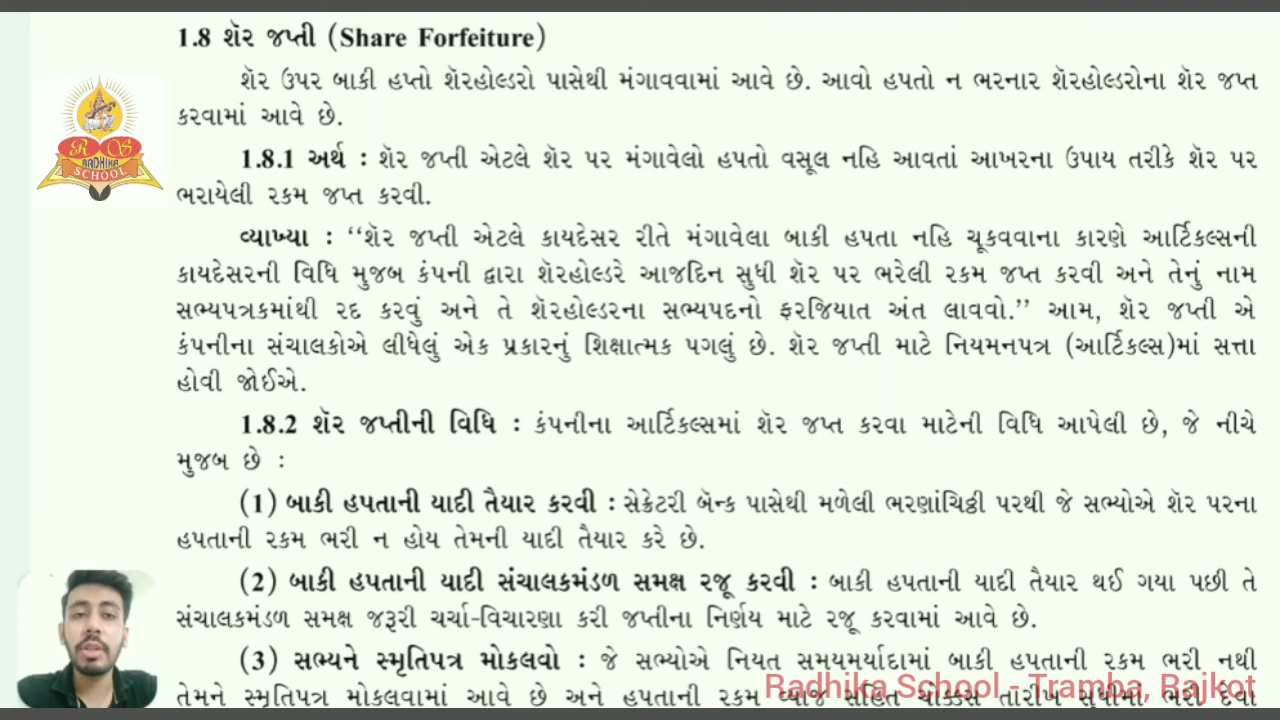 1.8 શૅર જપ્તી (Share Forfeiture)
શૅર ઉપર બાકી હપ્તો શૅરહોલ્ડરો પાસેથી મંગાવવામાં આવે છે. આવો હપતો ન ભરનાર શૅરહોલ્ડરોના શૅર જપ્ત
કરવામાં આવે છે.
1.8.1 અર્થ : શૅર જપ્તી એટલે શૅર પર મંગાવેલો હપતો વસૂલ નહિ આવતાં આખરના ઉપાય તરીકે શૅર પર
ભરાયેલી રકમ જપ્ત કરવી.
વ્યાખ્યા : ‘‘શૅર જપ્તી એટલે કાયદેસર રીતે મંગાવેલા બાકી હપતા નહિ ચૂકવવાના કારણે આર્ટિકલ્સની
કાયદેસરની વિધિ મુજબ કંપની દ્વારા શૅરહોલ્ડરે આજદિન સુધી શૅર પર ભરેલી રકમ જપ્ત કરવી અને તેનું નામ
સભ્યપત્રકમાંથી રદ કરવું અને તે શૅરહોલ્ડરના સભ્યપદનો ફરજિયાત અંત લાવવો.’’ આમ, શૅર જપ્તી એ
કંપનીના સંચાલકોએ લીધેલું એક પ્રકારનું શિક્ષાત્મક પગલું છે. શૅર જપ્તી માટે નિયમનપત્ર (આર્ટિકલ્સ)માં સત્તા
હોવી જોઈએ.
1.8.2 શૅર જપ્તીની વિધિ : કંપનીના આર્ટિકલ્સમાં શૅર જપ્ત કરવા માટેની વિધિ આપેલી છે, જે નીચે
મુજબ છે :
(1) બાકી હપતાની યાદી તૈયાર કરવી : સેક્રેટરી બૅન્ક પાસેથી મળેલી ભરણાંચિઠ્ઠી પરથી જે સભ્યોએ શૅર પરના
હપતાની રકમ ભરી ન હોય તેમની યાદી તૈયાર કરે છે.
(2) બાકી હપતાની યાદી સંચાલકમંડળ સમક્ષ રજૂ કરવી : બાકી હપતાની યાદી તૈયાર થઈ ગયા પછી તે
સંચાલકમંડળ સમક્ષ જરૂરી ચર્ચા-વિચારણા કરી જપ્તીના નિર્ણય માટે રજૂ કરવામાં આવે છે.
(3) સભ્યને સ્મૃતિપત્ર મોકલવો : જે સભ્યોએ નિયત સમયમર્યાદામાં બાકી હપતાની રકમ ભરી નથી
તેમને સ્મૃતિપત્ર મોકલવામાં આવે છે અને હપતાની રકમ વ્યાજ સહિત ચોક્કસ તારીખ સુધીમાં ભરી દેવા
Radhika School - Tramba, Rajkot
R S
RADHIKA
SCHOOL